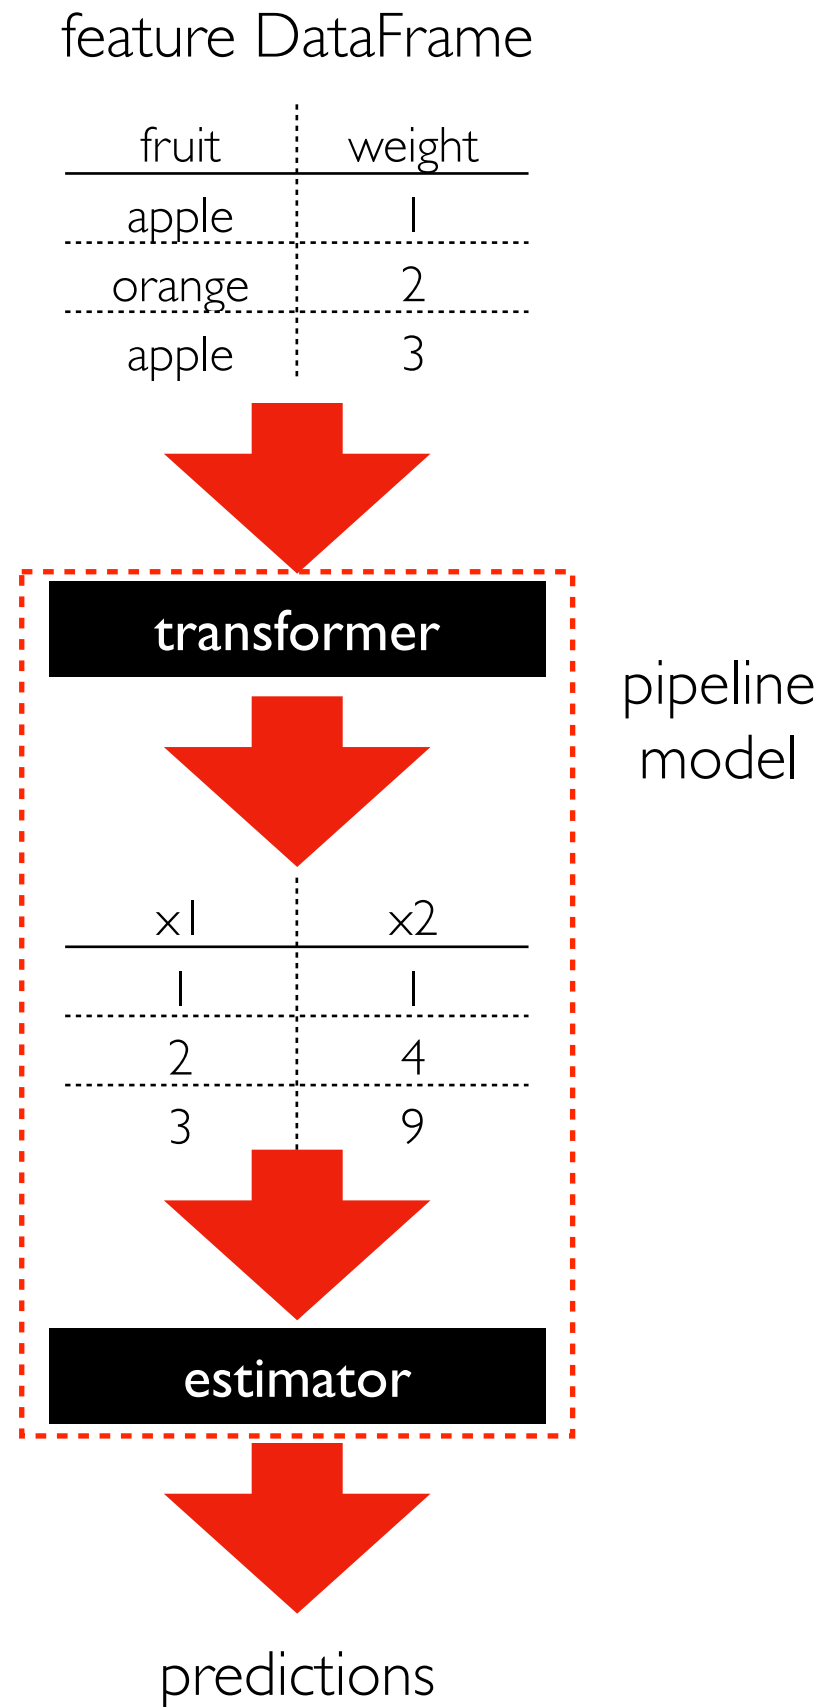 feature DataFrame
fruit weight
apple 1
orange 2
apple 3
transformer
pipeline
model
x1 x2
1 1
2 4
3 9
estimator
predictions